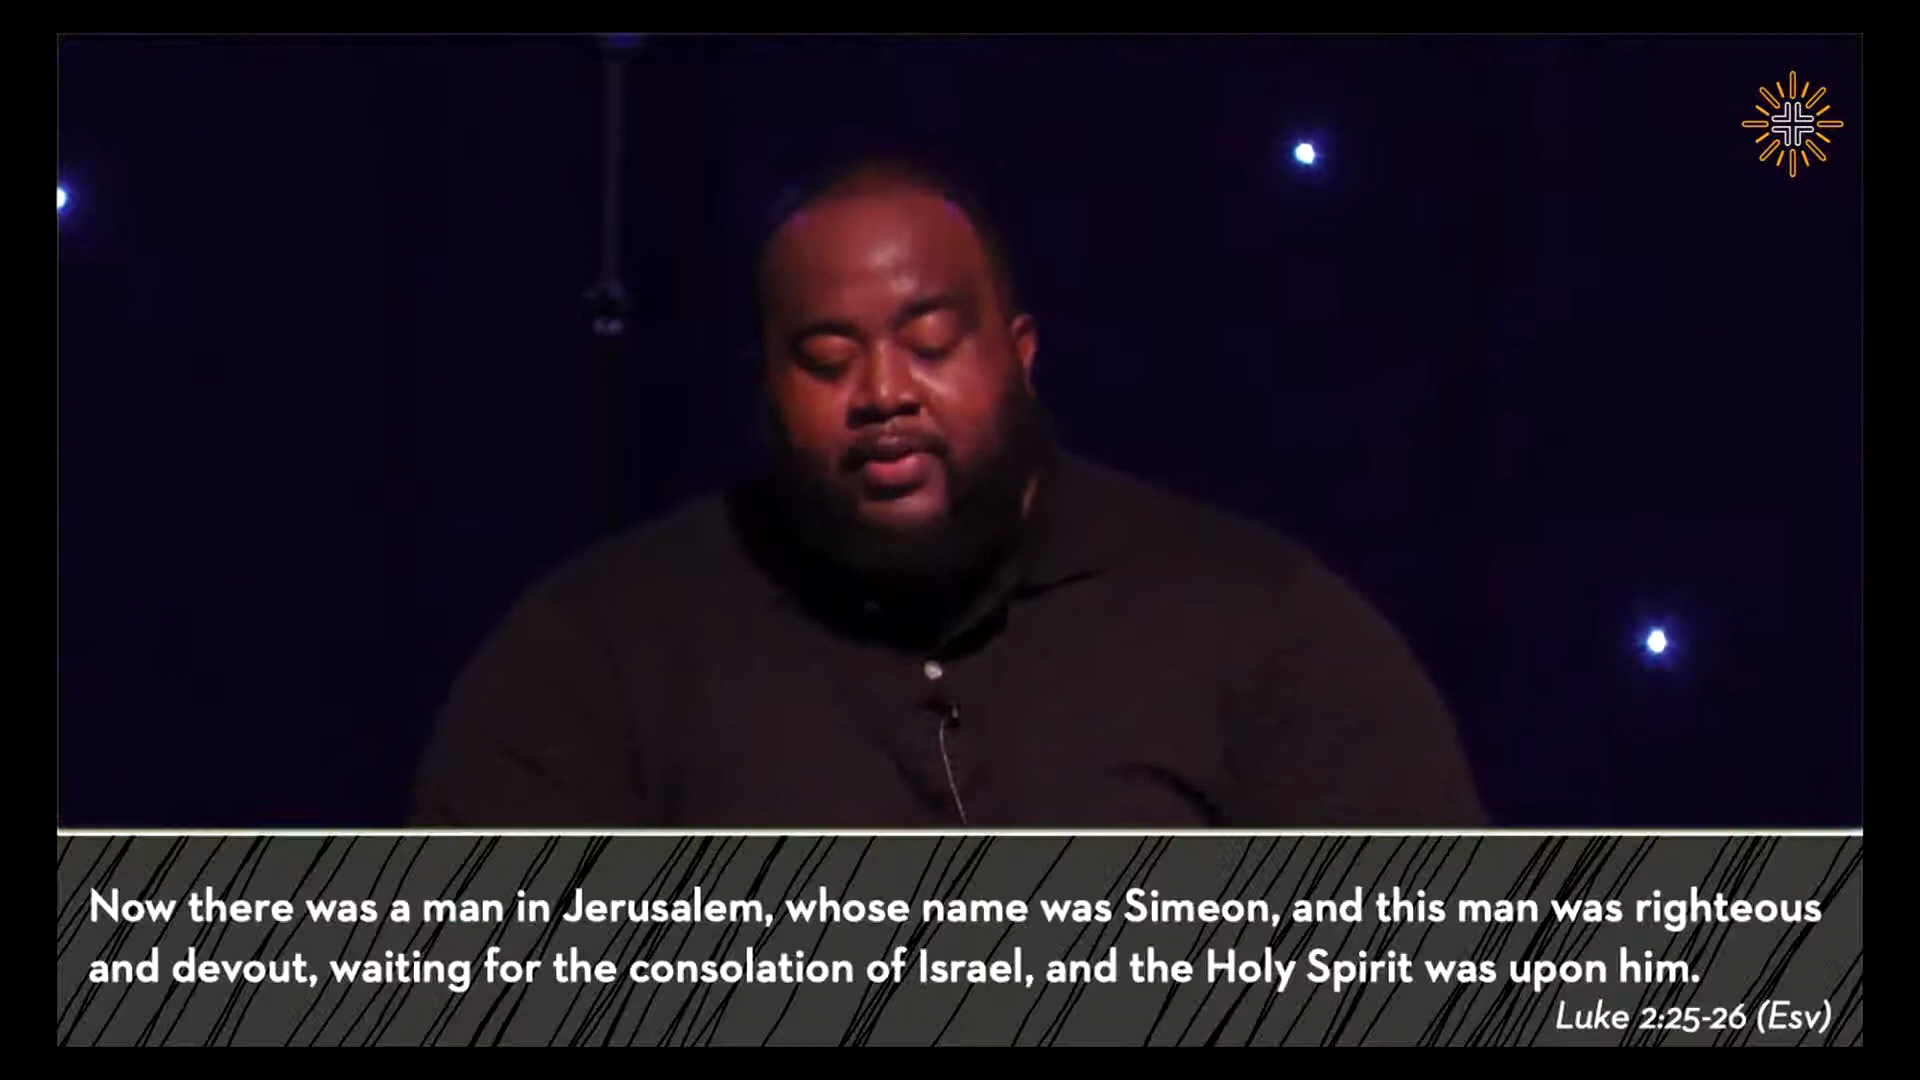 Now there was a man in Jerusalem, whose name was Simeon, and this man was righteous
and devout, waiting for the consolation of Israel, and the Holy Spirit was upon him.
Luke 2:25-26 (Esv)